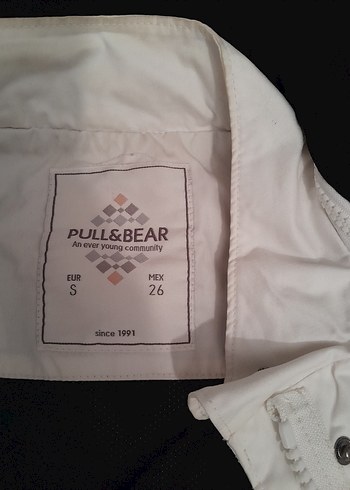 PULL&BEAR
An ever young community
EUR MEX
S 26
since 1991